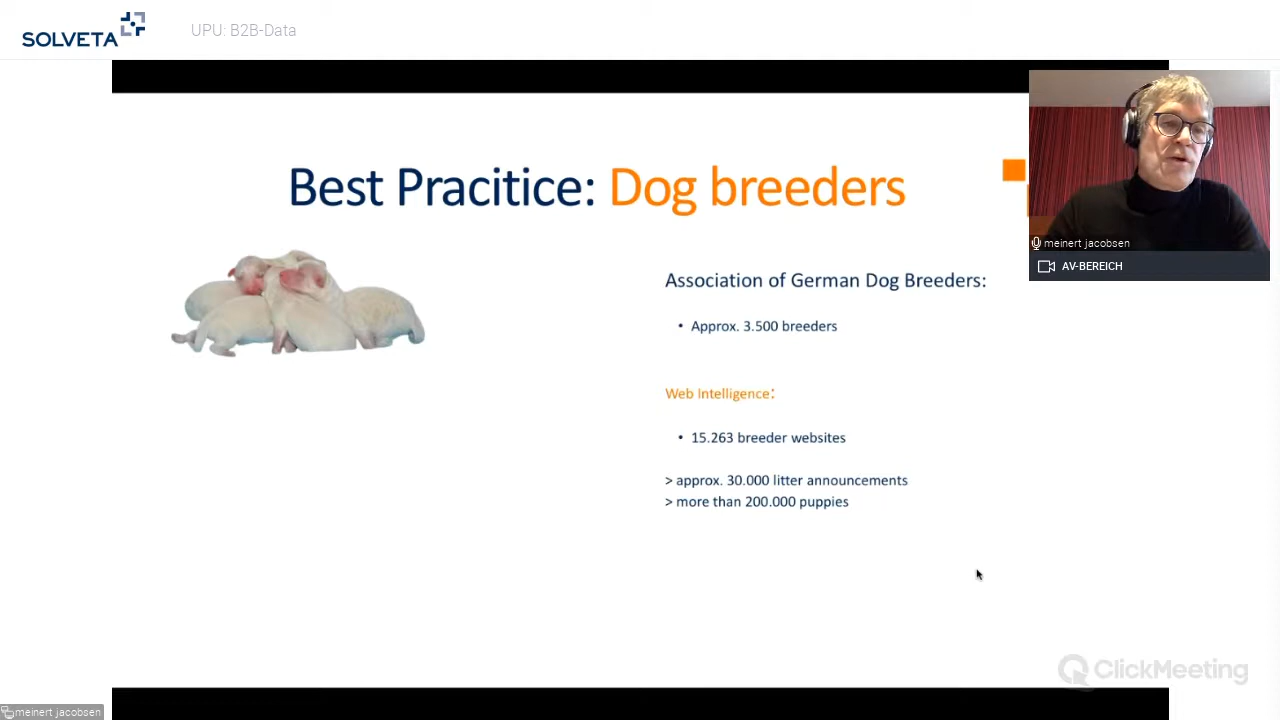 SOLVETA
UPU: B2B-Data
Best Pracitice: Dog breeders
meinert jacobsen
AV-BEREICH
Association of German Dog Breeders:
• Approx. 3.500 breeders
Web Intelligence:
• 15.263 breeder websites
> approx. 30.000 litter announcements
> more than 200.000 puppies
ClickMeeting
meinert jacobsen